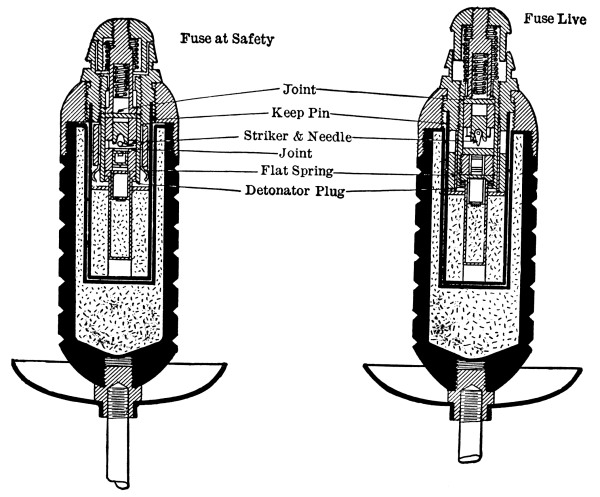 Fuse at Safety
Fuse Live
Joint
Keep Pin
Striker & Needle
Joint
Flat Spring
Detonator Plug